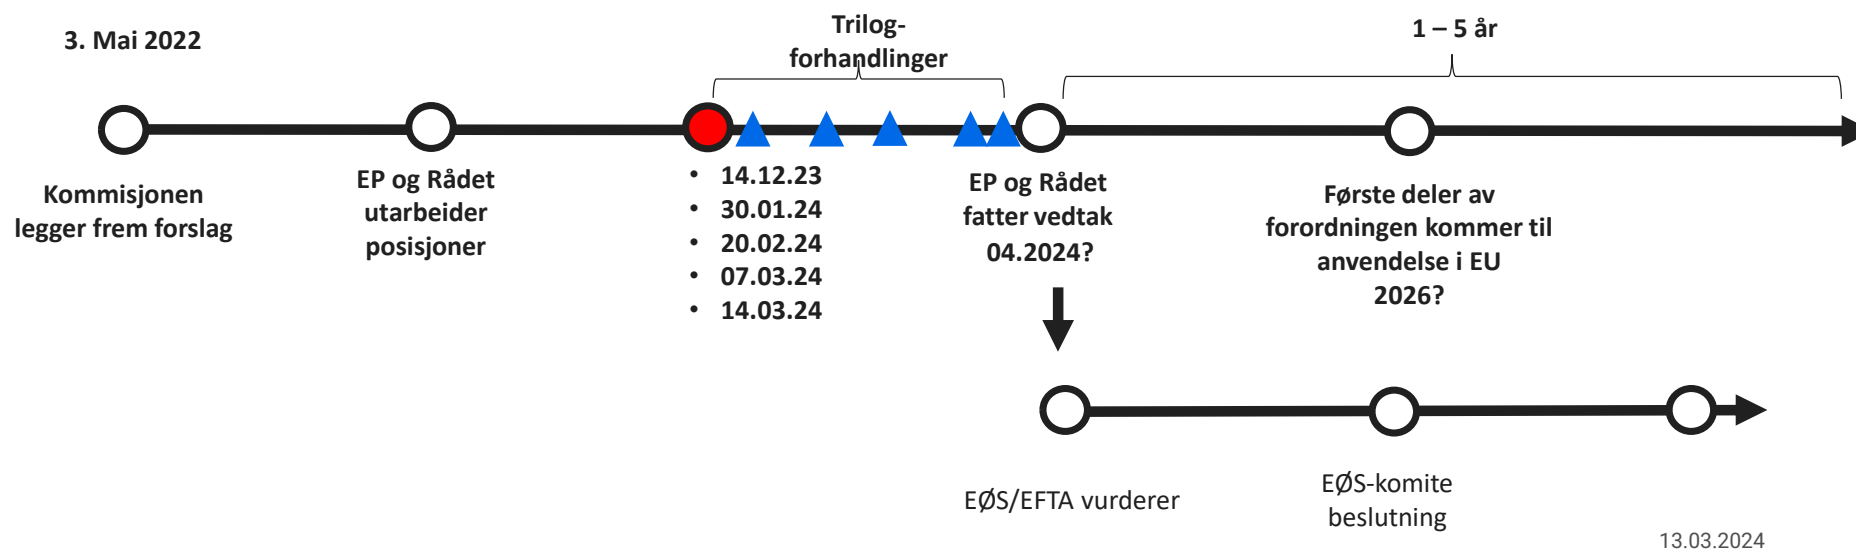 3. Mai 2022
Trilog-
forhandlinger
1 – 5 år
Kommisjonen
legger frem forslag
EP og Rådet
utarbeider
posisjoner
• 14.12.23
• 30.01.24
• 20.02.24
• 07.03.24
• 14.03.24
EP og Rådet
fatter vedtak
04.2024?
Første deler av
forordningen kommer til
anvendelse i EU
2026?
EØS/EFTA vurderer
EØS-komite
beslutning
13.03.2024